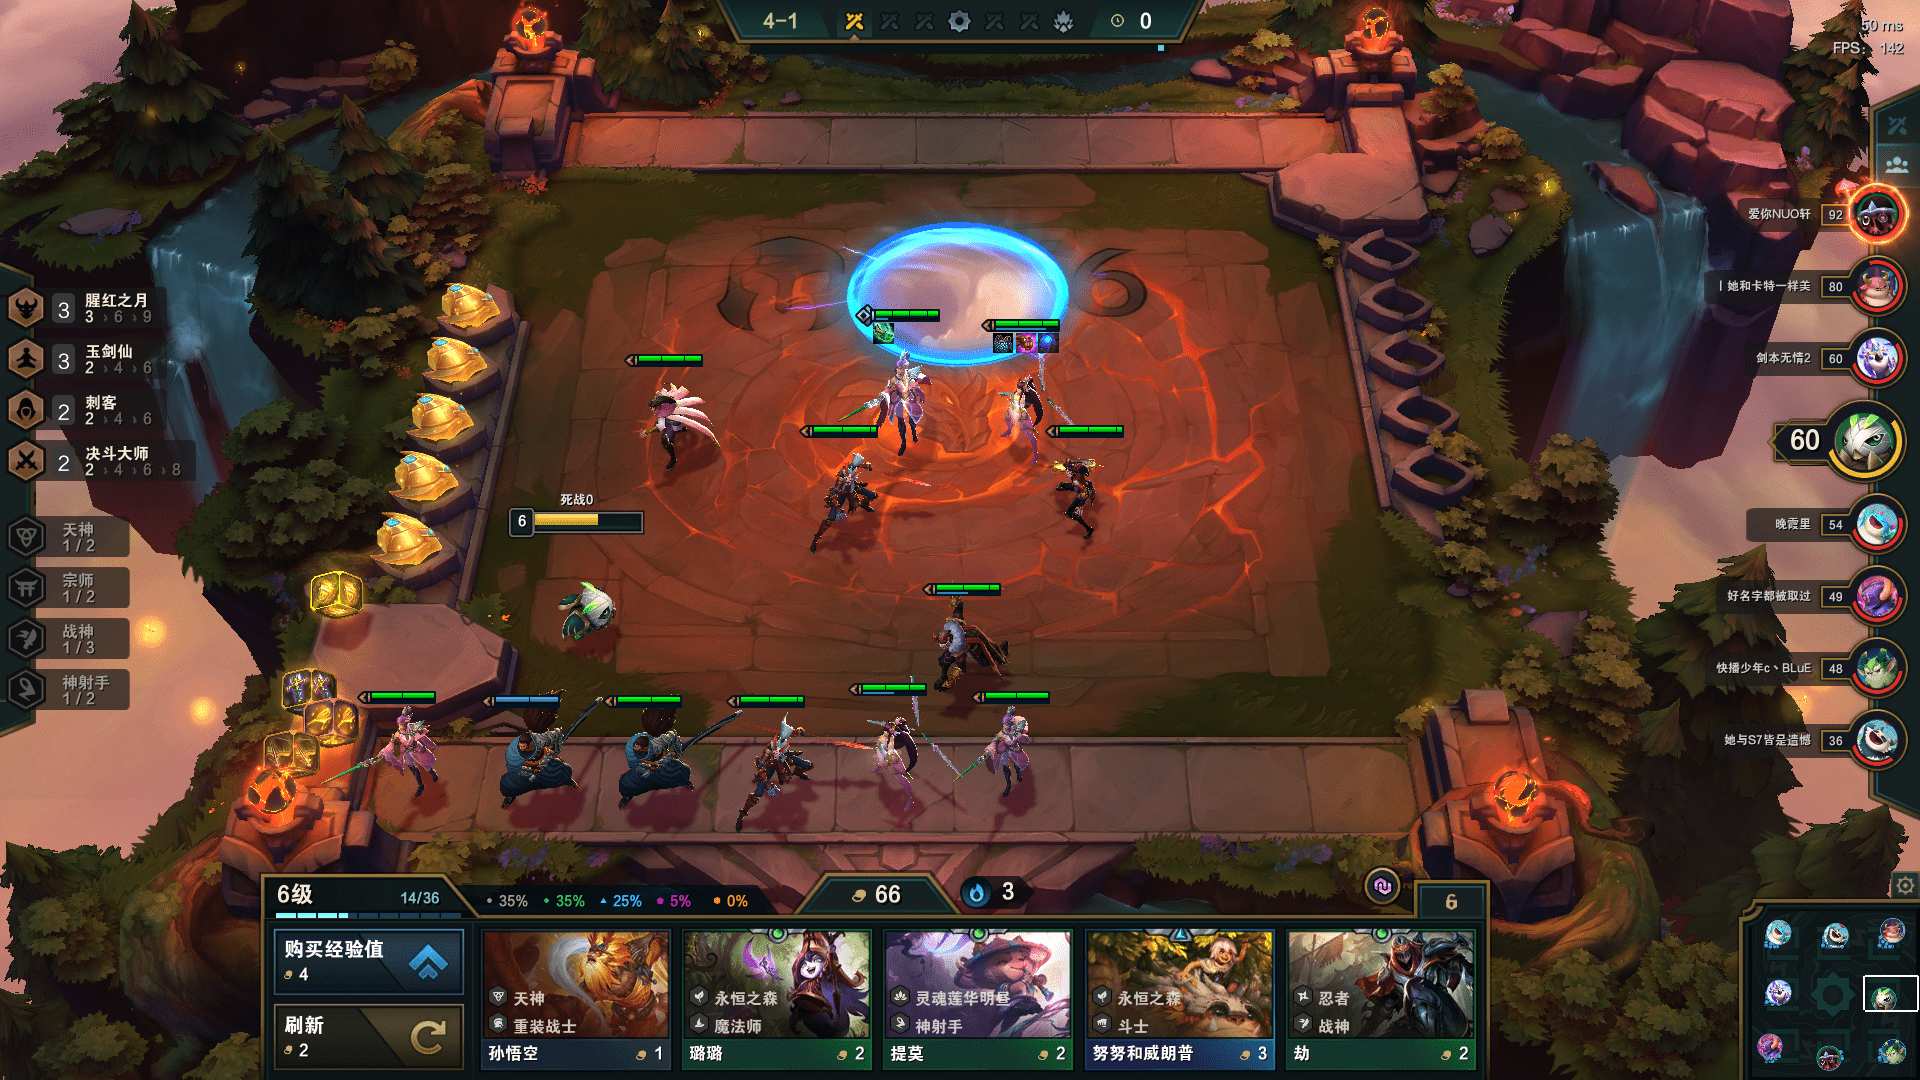 4-1
0
50 ms
FPS: 142
爱你NUO轩 92
丨她和卡特一样美 80
剑本无情2 60
60
晚霞里 54
好名字都被取过 49
快播少年c丶BLuE 48
她与S7皆是遗憾 36
3 腥红之月
3 › 6 › 9
3 玉剑仙
2 › 4 › 6
2 刺客
2 › 4 › 6
2 决斗大师
2 › 4 › 6 › 8
天神
1 / 2
宗师
1 / 2
战神
1 / 3
神射手
1 / 2
死战0
6
6级 14/36
35% 35% 25% 5% 0%
66
3
6
购买经验值
4
刷新
2
天神
重装战士
孙悟空 1
永恒之森
魔法师
璐璐 2
灵魂莲华明昼
神射手
提莫 2
永恒之森
斗士
努努和威朗普 3
忍者
战神
劫 2